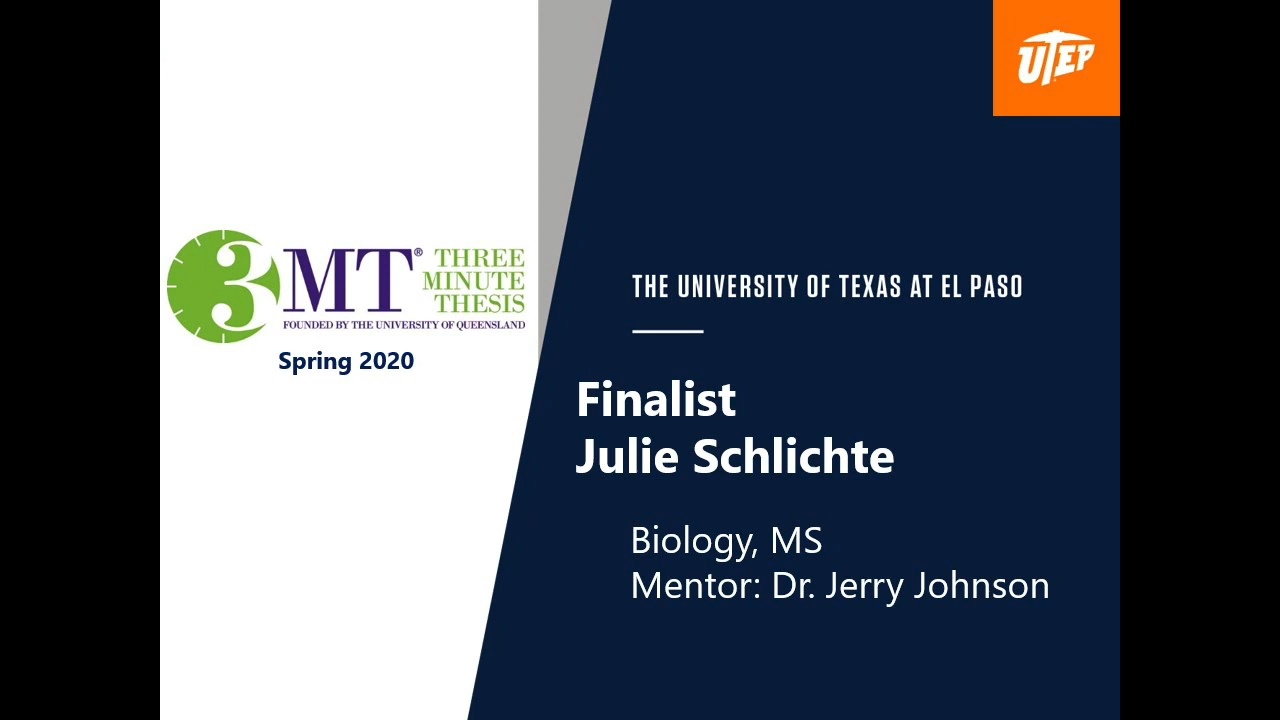 UTEP
3MT® THREE
MINUTE
THESIS
FOUNDED BY THE UNIVERSITY OF QUEENSLAND
Spring 2020
THE UNIVERSITY OF TEXAS AT EL PASO
Finalist
Julie Schlichte
Biology, MS
Mentor: Dr. Jerry Johnson